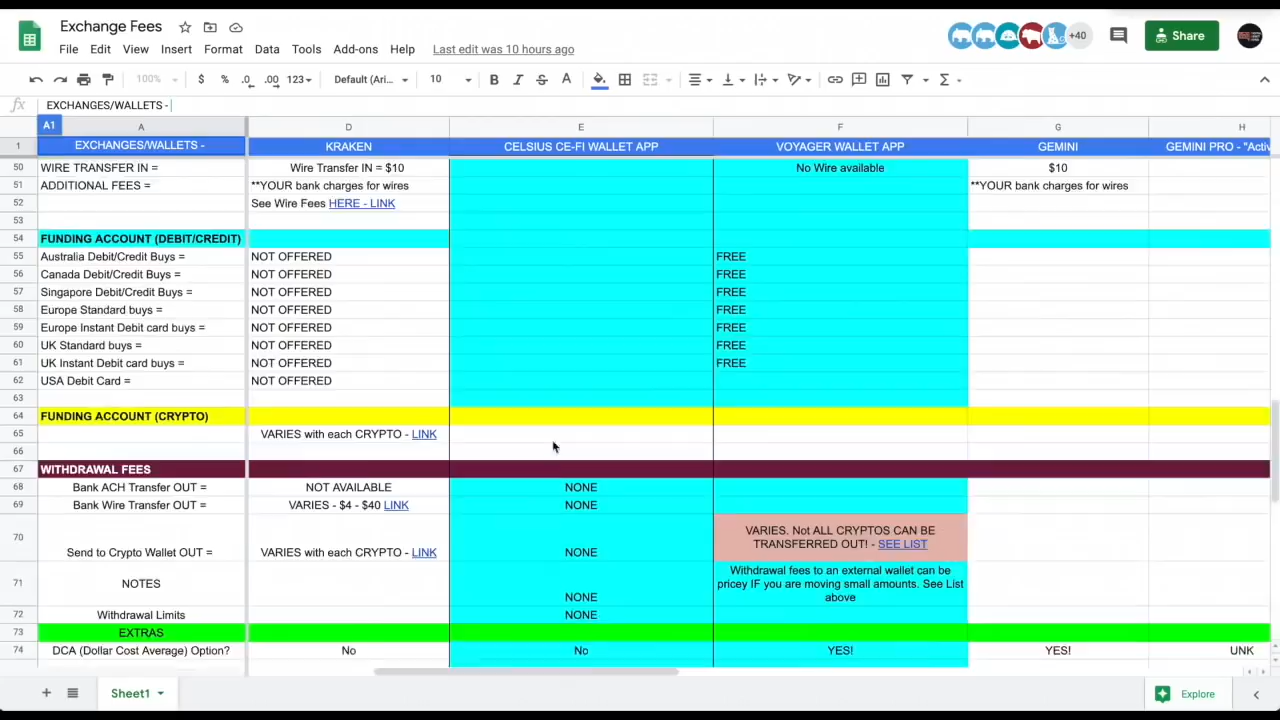 Exchange Fees
File Edit View Insert Format Data Tools Add-ons Help Last edit was 10 hours ago
+40
Share
100% $ % .0 .00 123 Default (Ari... 10 B I S A
fx EXCHANGES/WALLETS -
A1 A D E F G H
1 EXCHANGES/WALLETS - KRAKEN CELSIUS CE-FI WALLET APP VOYAGER WALLET APP GEMINI GEMINI PRO - "Activ
50 WIRE TRANSFER IN = Wire Transfer IN = $10 No Wire available $10
51 ADDITIONAL FEES = **YOUR bank charges for wires **YOUR bank charges for wires
52 See Wire Fees HERE - LINK
53
54 FUNDING ACCOUNT (DEBIT/CREDIT)
55 Australia Debit/Credit Buys = NOT OFFERED FREE
56 Canada Debit/Credit Buys = NOT OFFERED FREE
57 Singapore Debit/Credit Buys = NOT OFFERED FREE
58 Europe Standard buys = NOT OFFERED FREE
59 Europe Instant Debit card buys = NOT OFFERED FREE
60 UK Standard buys = NOT OFFERED FREE
61 UK Instant Debit card buys = NOT OFFERED FREE
62 USA Debit Card = NOT OFFERED
63
64 FUNDING ACCOUNT (CRYPTO)
65 VARIES with each CRYPTO - LINK
66
67 WITHDRAWAL FEES
68 Bank ACH Transfer OUT = NOT AVAILABLE NONE
69 Bank Wire Transfer OUT = VARIES - $4 - $40 LINK NONE
VARIES. Not ALL CRYPTOS CAN BE
TRANSFERRED OUT! - SEE LIST
70 Send to Crypto Wallet OUT = VARIES with each CRYPTO - LINK NONE
Withdrawal fees to an external wallet can be
pricey IF you are moving small amounts. See List
above
71 NOTES NONE
72 Withdrawal Limits NONE
73 EXTRAS
74 DCA (Dollar Cost Average) Option? No No YES! YES! UNK
Sheet1
Explore